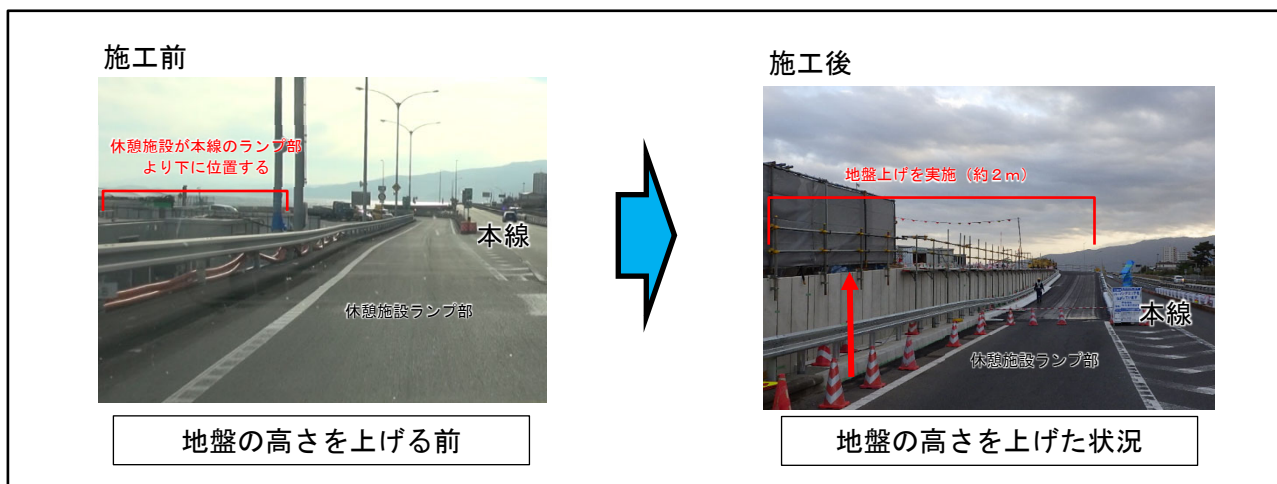 施工前
休憩施設が本線のランプ部
より下に位置する
本線
休憩施設ランプ部
地盤の高さを上げる前
施工後
地盤上げを実施（約２ｍ）
本線
休憩施設ランプ部
地盤の高さを上げた状況